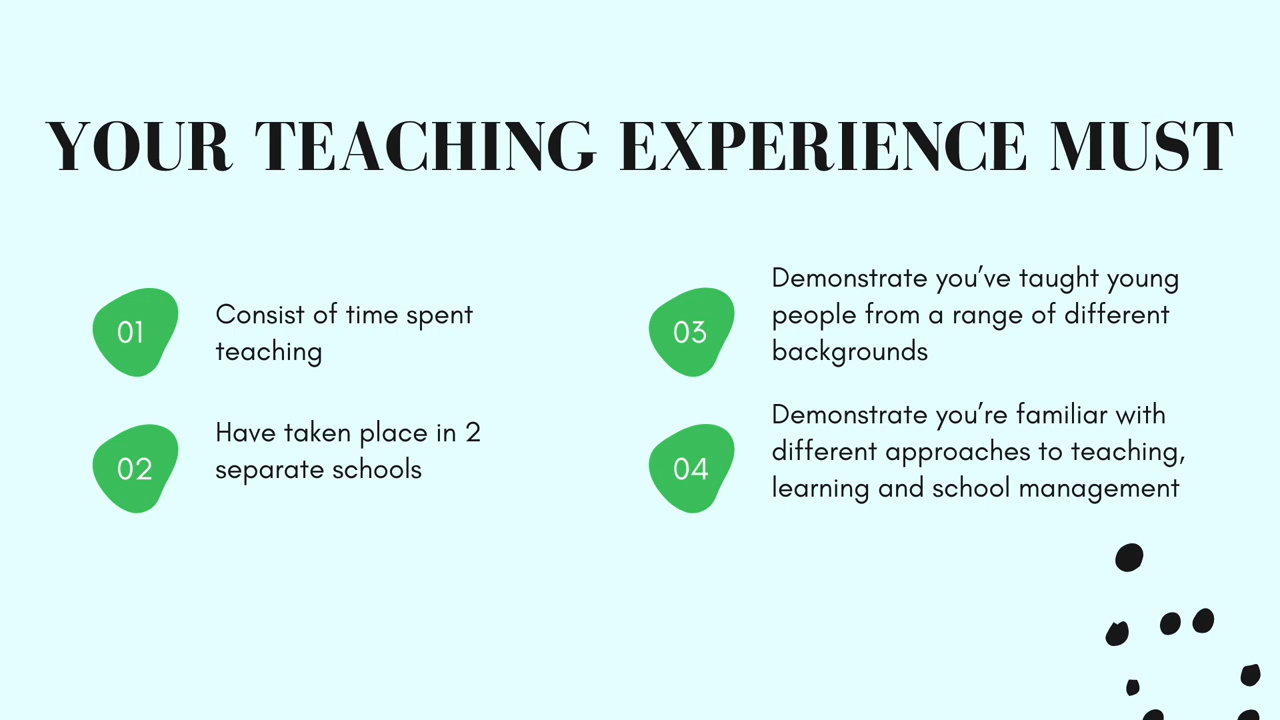 YOUR TEACHING EXPERIENCE MUST
01
Consist of time spent
teaching
02
Have taken place in 2
separate schools
03
Demonstrate you’ve taught young
people from a range of different
backgrounds
04
Demonstrate you’re familiar with
different approaches to teaching,
learning and school management